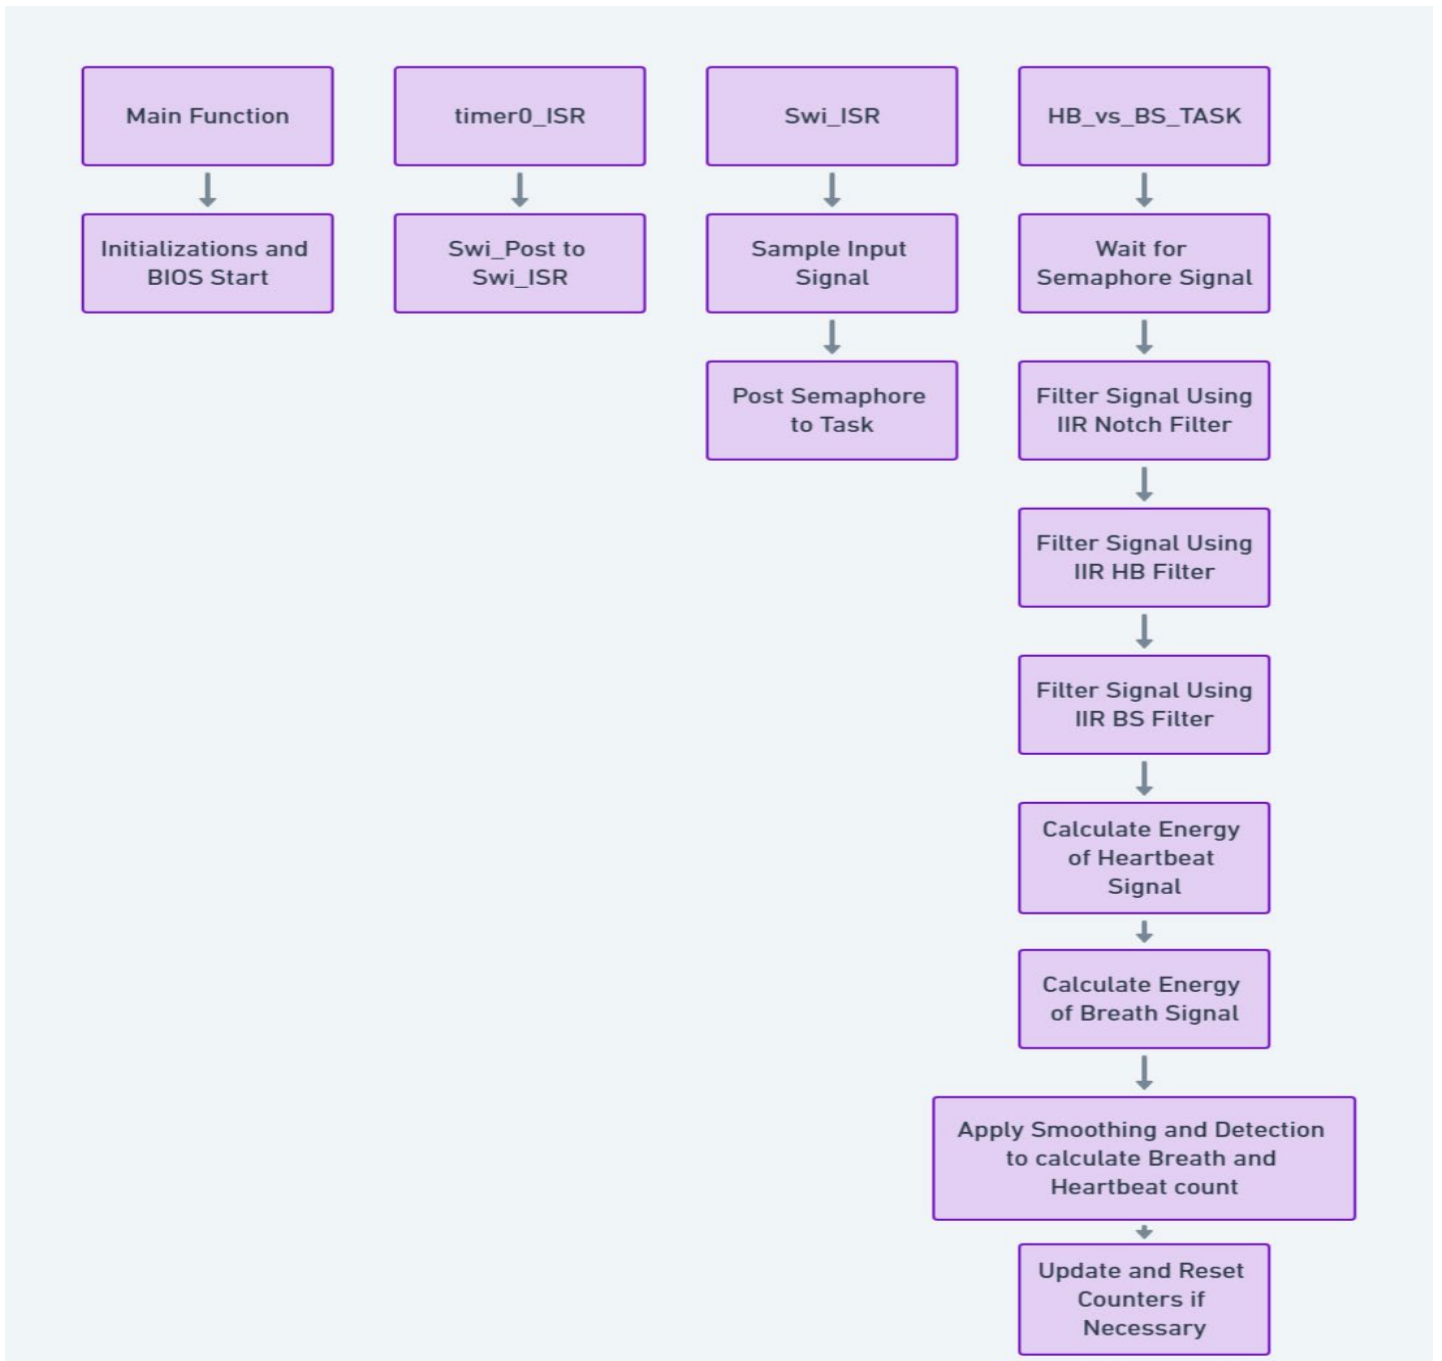 Main Function
Initializations and
BIOS Start
timer0_ISR
Swi_Post to
Swi_ISR
Swi_ISR
Sample Input
Signal
Post Semaphore
to Task
HB_vs_BS_TASK
Wait for
Semaphore Signal
Filter Signal Using
IIR Notch Filter
Filter Signal Using
IIR HB Filter
Filter Signal Using
IIR BS Filter
Calculate Energy
of Heartbeat
Signal
Calculate Energy
of Breath Signal
Apply Smoothing and Detection
to calculate Breath and
Heartbeat count
Update and Reset
Counters if
Necessary